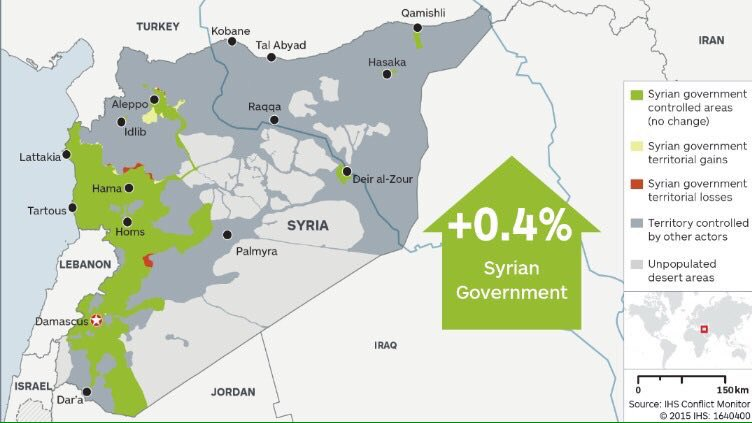 TURKEY
Kobane
Tal Abyad
Qamishli
IRAN
Hasaka
Aleppo
Idlib
Raqqa
Lattakia
Hama
Deir al-Zour
Tartous
Homs
SYRIA
Palmyra
LEBANON
Damascus
ISRAEL
Dar'a
JORDAN
IRAQ
+0.4%
Syrian
Government
Syrian government
controlled areas
(no change)
Syrian government
territorial gains
Syrian government
territorial losses
Territory controlled
by other actors
Unpopulated
desert areas
0
150km
Source: IHS Conflict Monitor
© 2015 IHS: 1640400